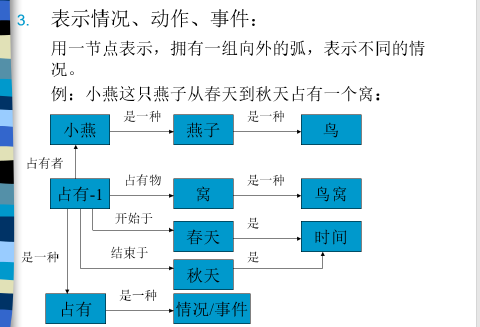 3. 表示情况、动作、事件：
用一节点表示，拥有一组向外的弧，表示不同的情
况。
例：小燕这只燕子从春天到秋天占有一个窝：
小燕 是一种 燕子 是一种 鸟
占有者
占有-1 占有物 窝 是一种 鸟窝
开始于 春天 是 时间
是一种 结束于 秋天 是
占有 是一种 情况/事件